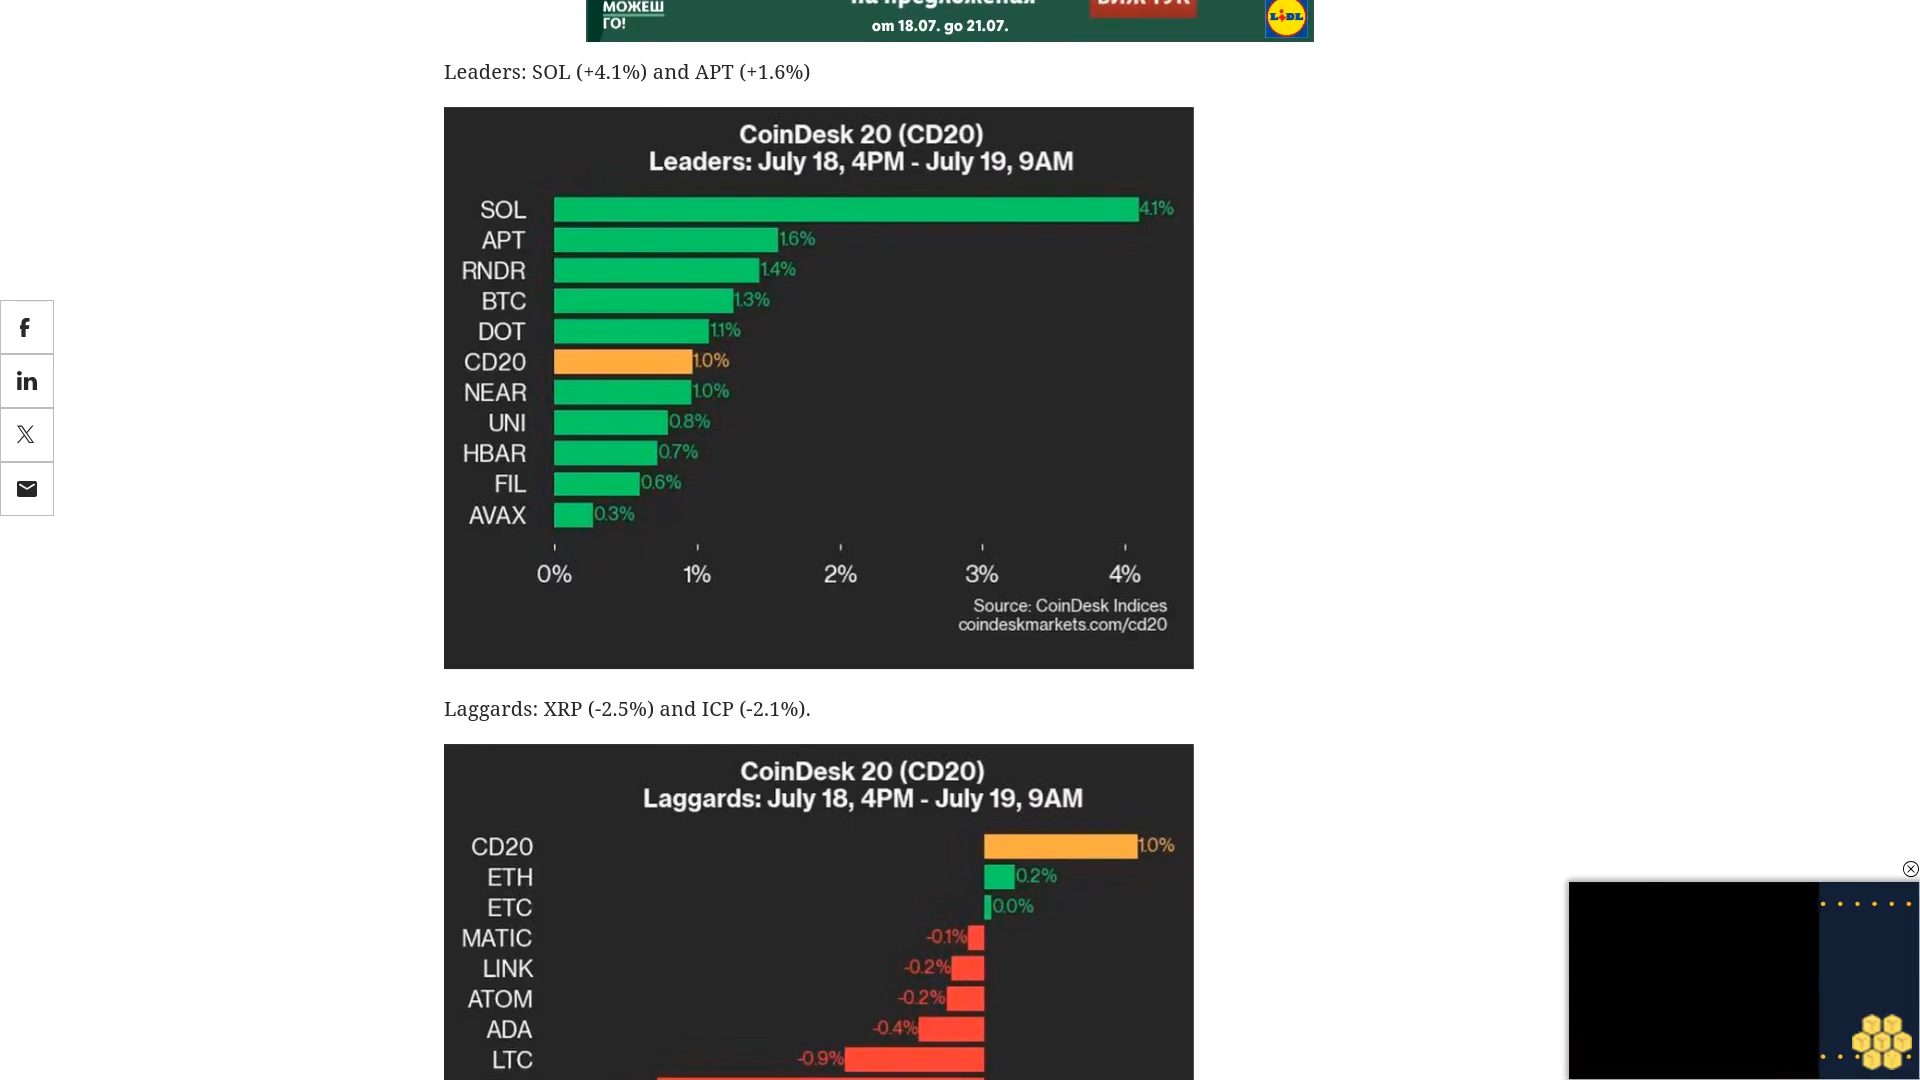 МОЖЕШ
ГО!
на предложения
ВИЖ ТУК
от 18.07. до 21.07.
LIDL
Leaders: SOL (+4.1%) and APT (+1.6%)
CoinDesk 20 (CD20)
Leaders: July 18, 4PM - July 19, 9AM
SOL 4.1%
APT 1.6%
RNDR 1.4%
BTC 1.3%
DOT 1.1%
CD20 1.0%
NEAR 1.0%
UNI 0.8%
HBAR 0.7%
FIL 0.6%
AVAX 0.3%
0% 1% 2% 3% 4%
Source: CoinDesk Indices
coindeskmarkets.com/cd20
Laggards: XRP (-2.5%) and ICP (-2.1%).
CoinDesk 20 (CD20)
Laggards: July 18, 4PM - July 19, 9AM
CD20 1.0%
ETH 0.2%
ETC 0.0%
MATIC -0.1%
LINK -0.2%
ATOM -0.2%
ADA -0.4%
LTC -0.9%